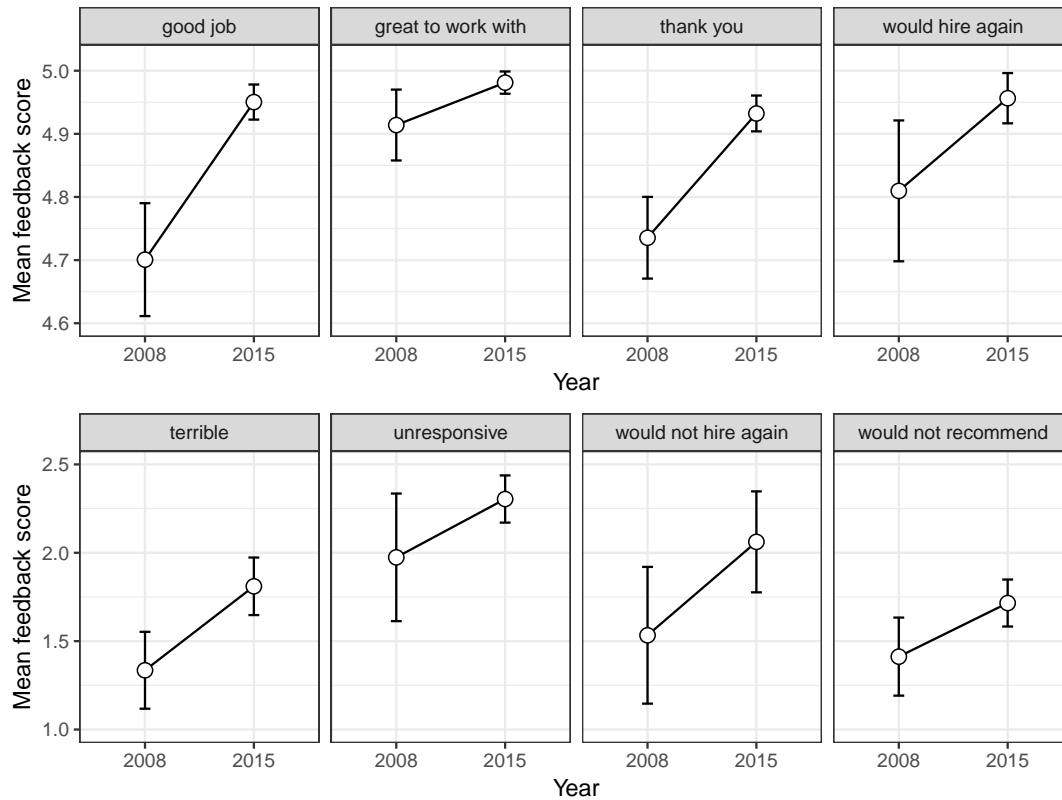 good job great to work with thank you would hire again
Mean feedback score
5.0
4.9
4.8
4.7
4.6
2008 2015 2008 2015 2008 2015 2008 2015
Year
terrible unresponsive would not hire again would not recommend
Mean feedback score
2.5
2.0
1.5
1.0
2008 2015 2008 2015 2008 2015 2008 2015
Year